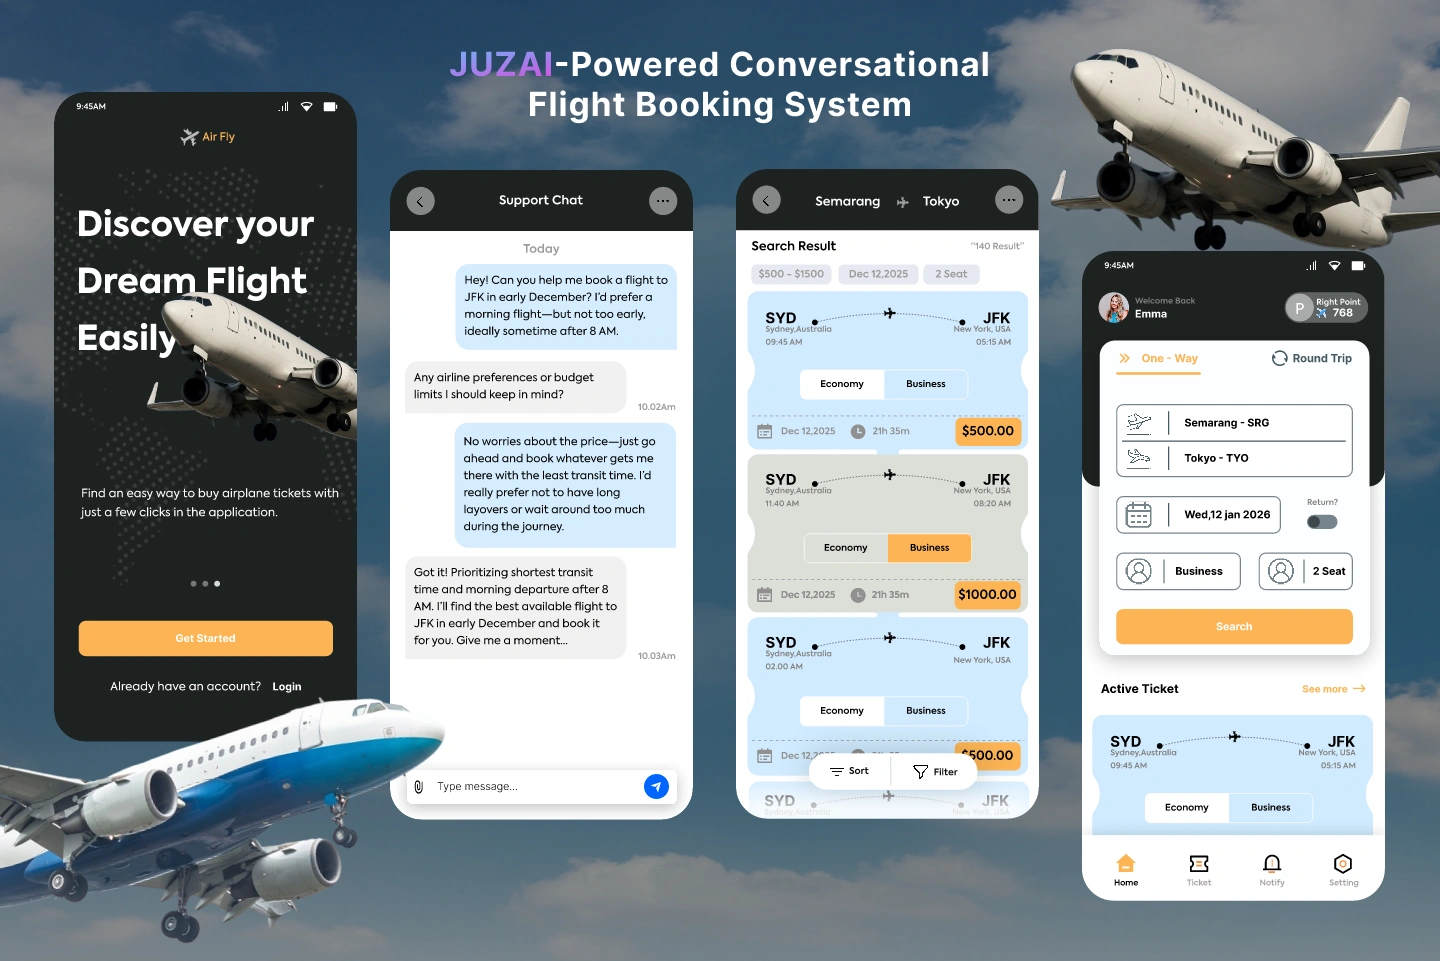 JUZAI-Powered Conversational
Flight Booking System
9:45AM
Air Fly
Discover your
Dream Flight
Easily
Find an easy way to buy airplane tickets with
just a few clicks in the application.
Get Started
Already have an account? Login
Support Chat
Today
Hey! Can you help me book a flight to
JFK in early December? I'd prefer a
morning flight—but not too early,
ideally sometime after 8 AM.
Any airline preferences or budget
limits I should keep in mind?
10.02Am
No worries about the price—just go
ahead and book whatever gets me
there with the least transit time. I'd
really prefer not to have long
layovers or wait around too much
during the journey.
Got it! Prioritizing shortest transit
time and morning departure after 8
AM. I'll find the best available flight to
JFK in early December and book it
for you. Give me a moment...
10.03Am
Type message...
Semarang Tokyo
Search Result "140 Result"
$500 - $1500 Dec 12,2025 2 Seat
SYD JFK
Sydney,Australia New York, USA
09:45 AM 05:15 AM
Economy Business
Dec 12,2025 21h 35m $500.00
SYD JFK
Sydney,Australia New York, USA
11.40 AM 08:20 AM
Economy Business
Dec 12,2025 21h 35m $1000.00
SYD JFK
Sydney,Australia New York, USA
02.00 AM
Economy Business
Dec 12,2025 21h 35m $500.00
Sort Filter
SYD JFK
9:45AM
Welcome Back
Emma
P Right Point
768
One - Way Round Trip
Semarang - SRG
Tokyo - TYO
Return?
Wed,12 jan 2026
Business 2 Seat
Search
Active Ticket See more
SYD JFK
Sydney,Australia New York, USA
09:45 AM 05:15 AM
Economy Business
Home Ticket Notify Setting